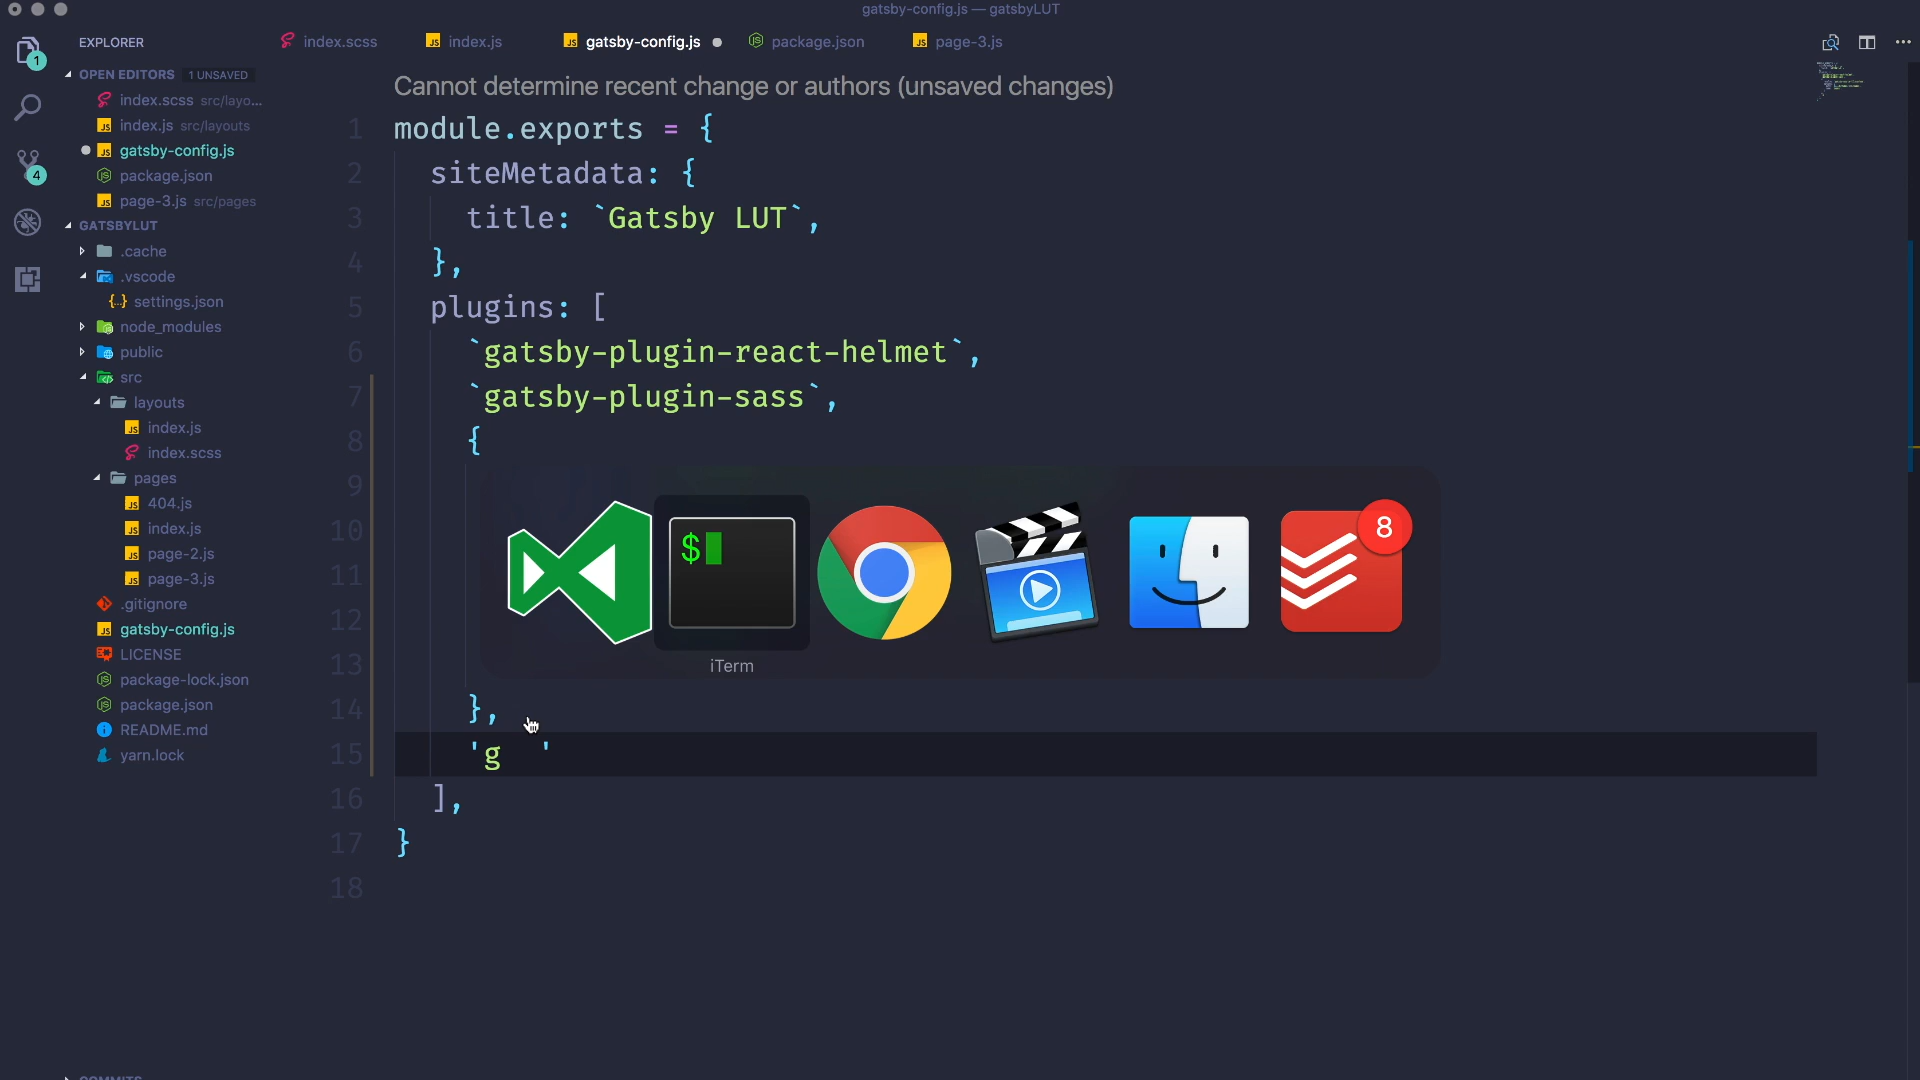 gatsby-config.js — gatsbyLUT
EXPLORER
index.scss
index.js
gatsby-config.js
package.json
page-3.js
OPEN EDITORS 1 UNSAVED
index.scss src/layo...
index.js src/layouts
gatsby-config.js
package.json
page-3.js src/pages
GATSBYLUT
.cache
.vscode
{..} settings.json
node_modules
public
src
layouts
index.js
index.scss
pages
404.js
index.js
page-2.js
page-3.js
.gitignore
gatsby-config.js
LICENSE
package-lock.json
package.json
README.md
yarn.lock
1
4
Cannot determine recent change or authors (unsaved changes)
1 module.exports = {
2 siteMetadata: {
3 title: `Gatsby LUT`,
4 },
5 plugins: [
6 `gatsby-plugin-react-helmet`,
7 `gatsby-plugin-sass`,
8 {
9
10
11
12
13
14 },
15 'g '
16 ],
17 }
18
$
8
iTerm
COMMITS